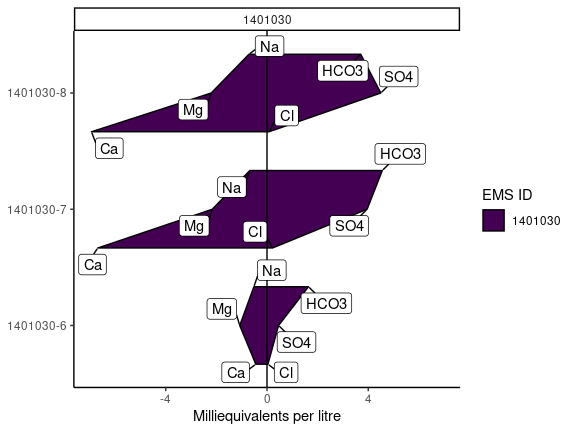 1401030
Na
HCO3
SO4
1401030-8
Mg
Cl
Ca
HCO3
Na
1401030-7
Mg
Cl
SO4
Ca
Na
Mg
HCO3
1401030-6
SO4
Ca
Cl
-4
0
4
Milliequivalents per litre
EMS ID
1401030